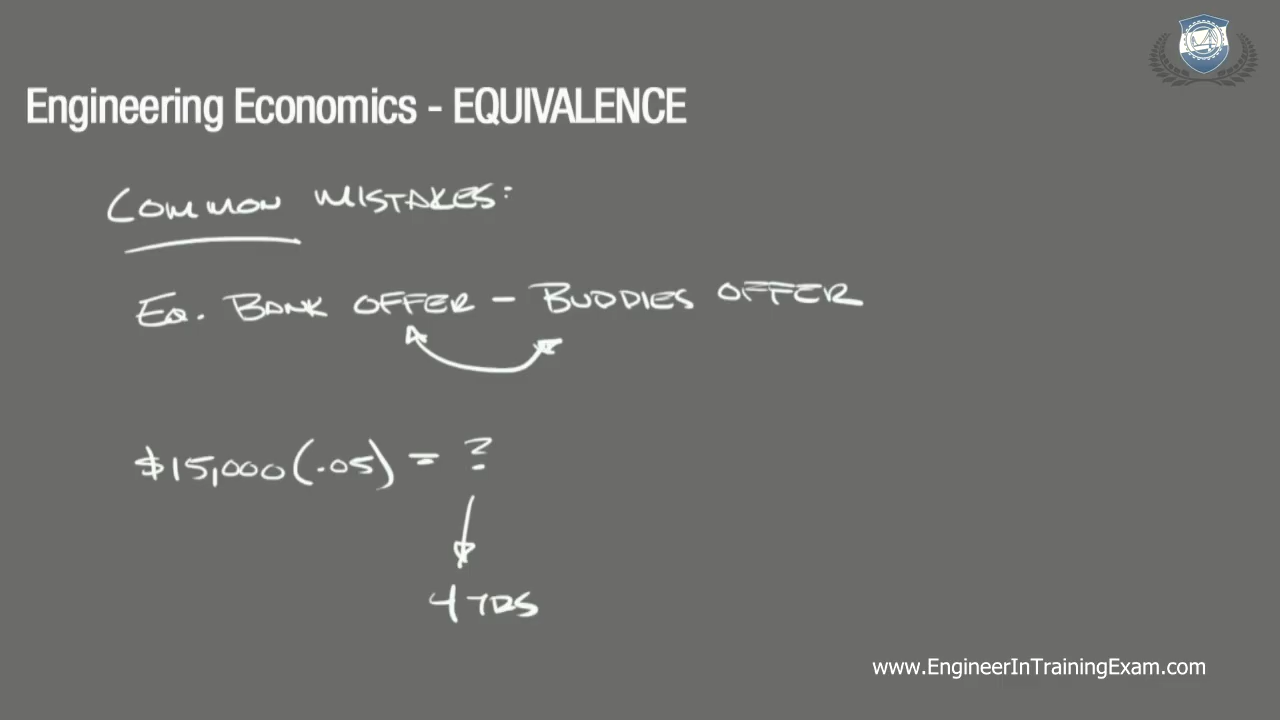 Engineering Economics - EQUIVALENCE
COMMON MISTAKES:
EQ. BANK OFFER - BUDDIES OFFER
$15,000(.05) = ?
4 YRS
www.EngineerInTrainingExam.com